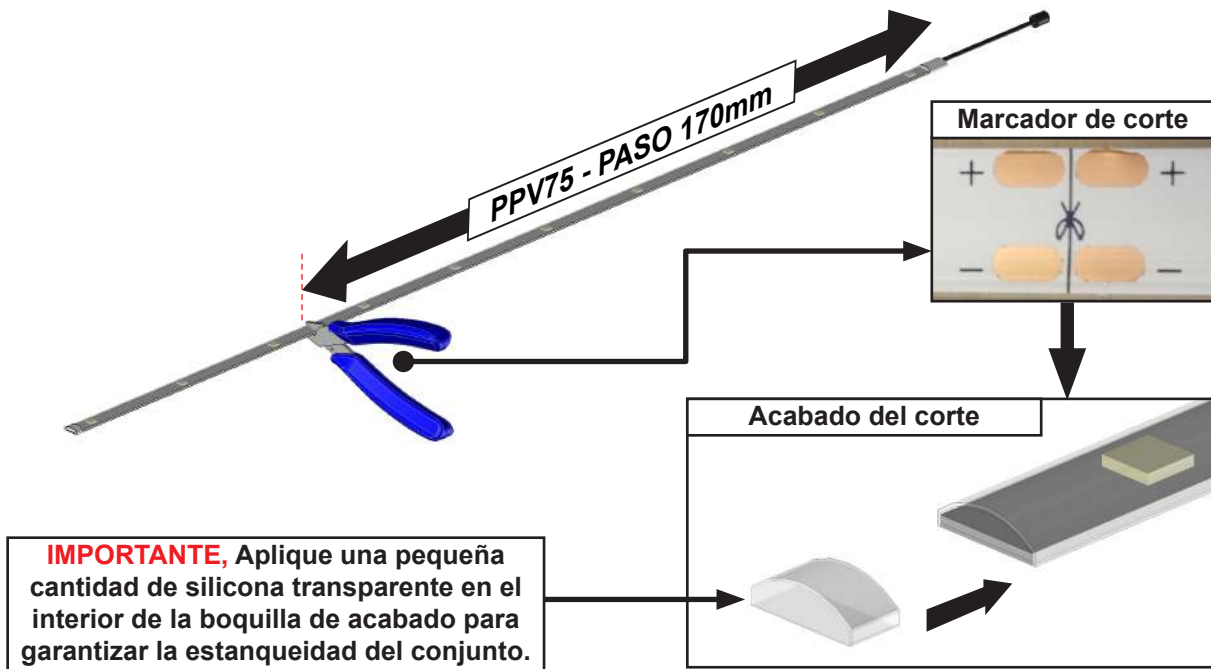 PPV75 - PASO 170mm
Marcador de corte
+ +
− −
Acabado del corte
IMPORTANTE, Aplique una pequeña
cantidad de silicona transparente en el
interior de la boquilla de acabado para
garantizar la estanqueidad del conjunto.